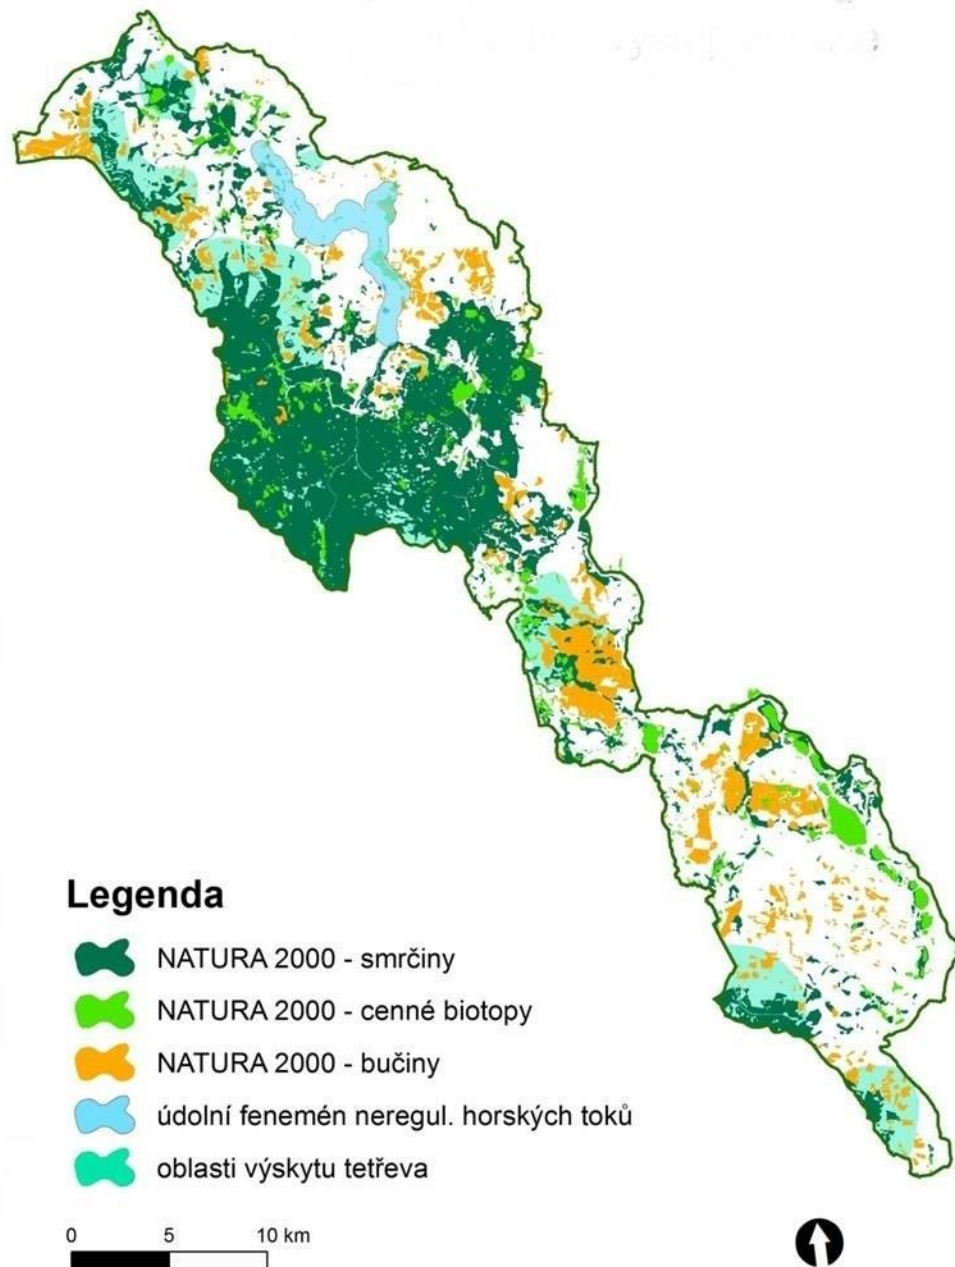 Legenda
NATURA 2000 - smrčiny
NATURA 2000 - cenné biotopy
NATURA 2000 - bučiny
údolní fenemén neregul. horských toků
oblasti výskytu tetřeva
0 5 10 km